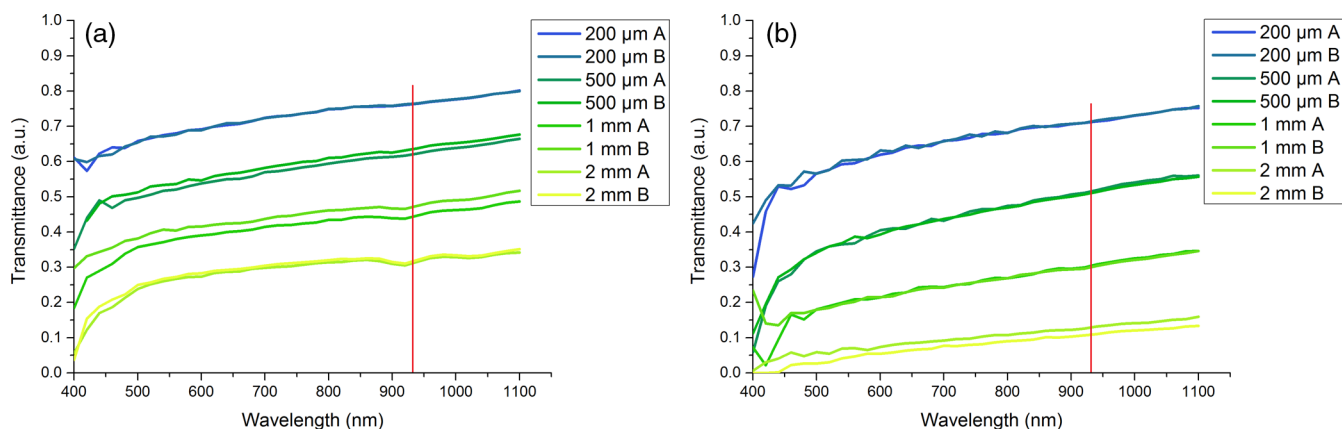 (a)
Transmittance (a.u.)
1.0
0.9
0.8
0.7
0.6
0.5
0.4
0.3
0.2
0.1
0.0
400 500 600 700 800 900 1000 1100
Wavelength (nm)
200 µm A
200 µm B
500 µm A
500 µm B
1 mm A
1 mm B
2 mm A
2 mm B
(b)
Transmittance (a.u.)
1.0
0.9
0.8
0.7
0.6
0.5
0.4
0.3
0.2
0.1
0.0
400 500 600 700 800 900 1000 1100
Wavelength (nm)
200 µm A
200 µm B
500 µm A
500 µm B
1 mm A
1 mm B
2 mm A
2 mm B